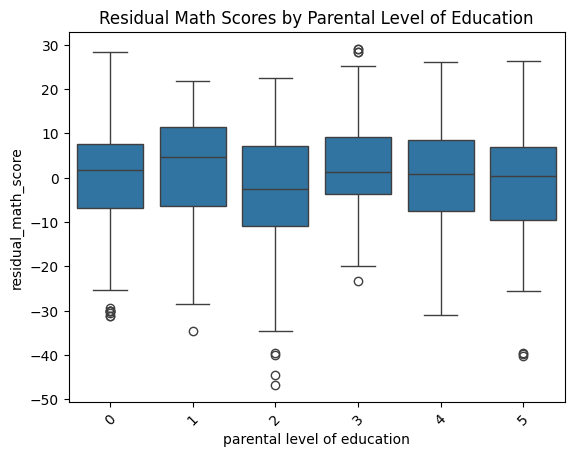 Residual Math Scores by Parental Level of Education
30
20
10
0
−10
−20
−30
−40
−50
residual_math_score
0 1 2 3 4 5
parental level of education